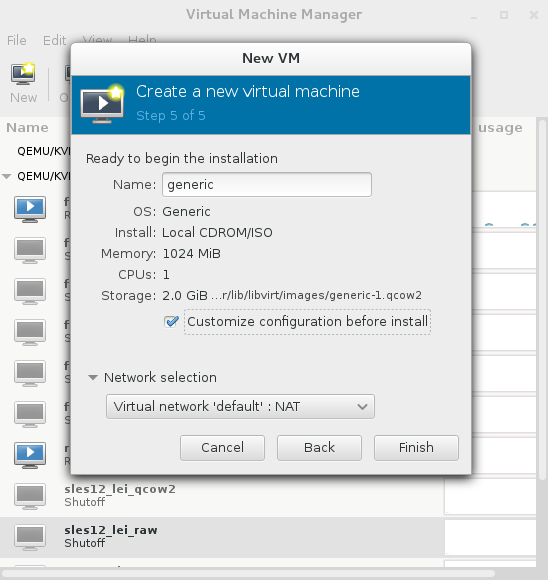 Virtual Machine Manager
File Edit View Help
New
Name
usage
New VM
Create a new virtual machine
Step 5 of 5
Ready to begin the installation
Name: generic
OS: Generic
Install: Local CDROM/ISO
Memory: 1024 MiB
CPUs: 1
Storage: 2.0 GiB ...r/lib/libvirt/images/generic-1.qcow2
Customize configuration before install
Network selection
Virtual network 'default' : NAT
Cancel
Back
Finish
QEMU/KV
QEMU/KV
sles12_lei_qcow2
Shutoff
sles12_lei_raw
Shutoff